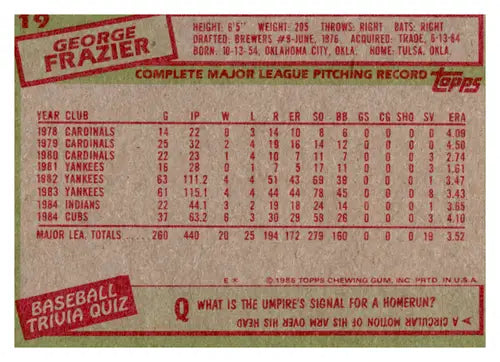 19
GEORGE
FRAZIER
HEIGHT: 6'5" WEIGHT: 205 THROWS: RIGHT BATS: RIGHT
DRAFTED: BREWERS #9-JUNE, 1976 ACQUIRED: TRADE, 6-13-84
BORN: 10-13-54, OKLAHOMA CITY, OKLA. HOME: TULSA, OKLA.
COMPLETE MAJOR LEAGUE PITCHING RECORD
TOPPS
YEAR CLUB G IP W L R ER SO BB GS CG SHO SV ERA
1978 CARDINALS 14 22 0 3 14 10 8 6 0 0 0 0 4.09
1979 CARDINALS 25 32 2 4 19 16 14 12 0 0 0 0 4.50
1980 CARDINALS 22 23 1 4 10 7 11 7 0 0 0 3 2.74
1981 YANKEES 16 28 0 1 7 5 17 11 0 0 0 3 1.61
1982 YANKEES 63 111.2 4 4 51 43 69 39 0 0 0 1 3.47
1983 YANKEES 61 115.1 4 4 44 44 78 45 0 0 0 8 3.43
1984 INDIANS 22 44.1 3 2 19 18 24 14 0 0 0 1 3.65
1984 CUBS 37 63.2 6 3 30 29 58 26 0 0 0 3 4.10
MAJOR LEA. TOTALS 260 440 20 25 194 172 279 160 0 0 0 19 3.52
E* © 1985 TOPPS CHEWING GUM, INC. PRTD. IN U.S.A.
BASEBALL
TRIVIA QUIZ
Q WHAT IS THE UMPIRE'S SIGNAL FOR A HOMERUN?
A CIRCULAR MOTION OF HIS ARM OVER HIS HEAD